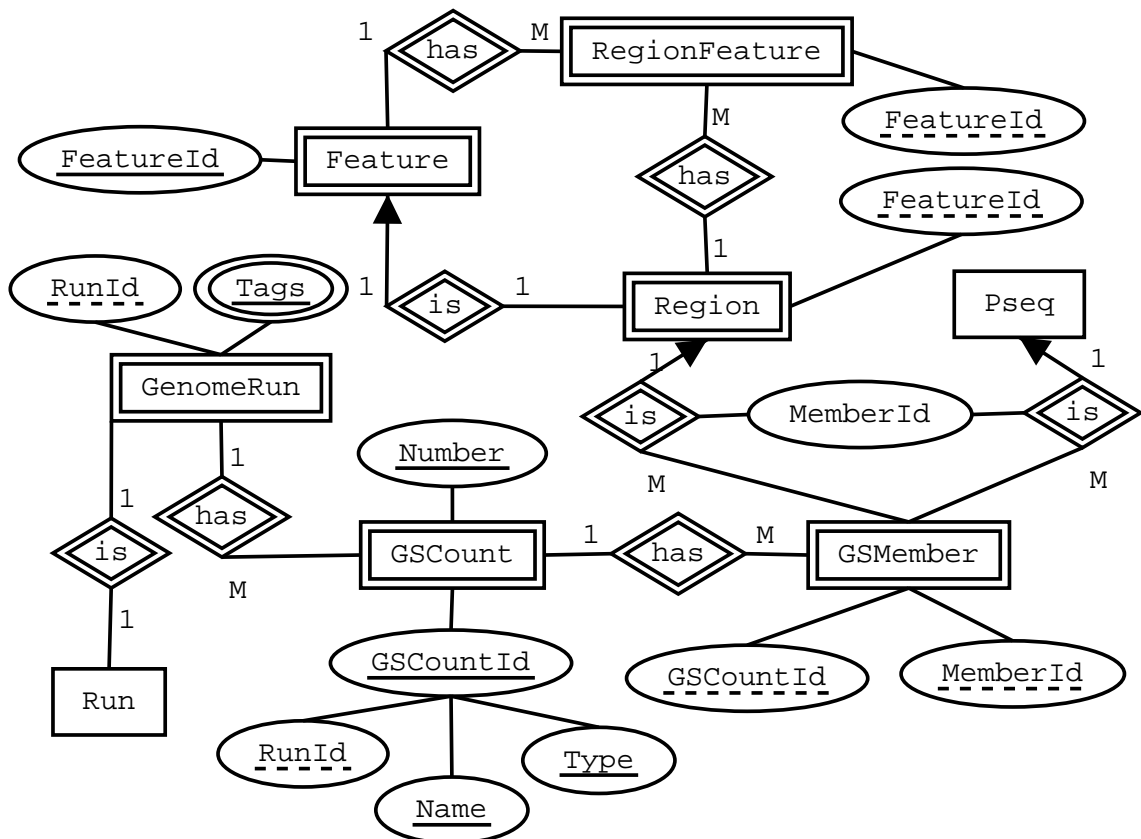 1
has
M
RegionFeature
M
FeatureId
Feature
FeatureId
has
FeatureId
1
RunId
Tags
1
is
1
Region
Pseq
GenomeRun
1
1
is
MemberId
is
Number
1
M
M
1
has
GSCount
1
has
M
GSMember
is
M
1
GSCountId
GSCountId
MemberId
Run
RunId
Type
Name